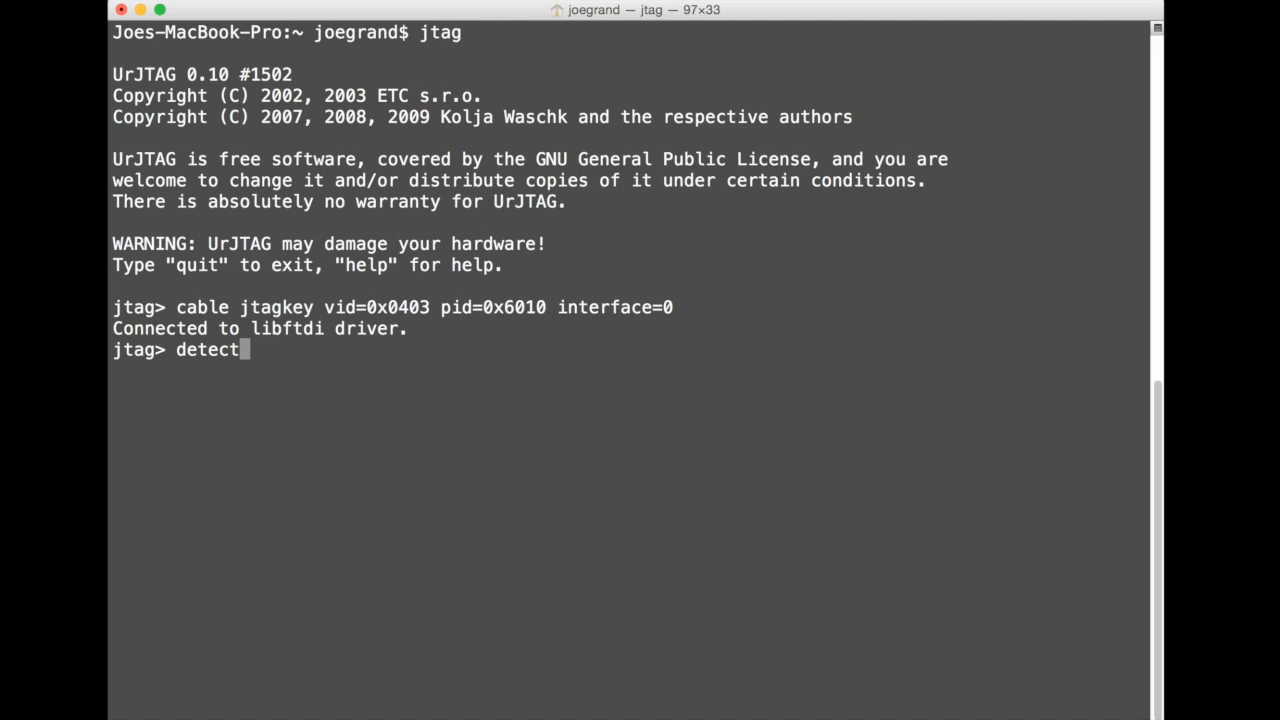 joegrand — jtag — 97×33
Joes-MacBook-Pro:~ joegrand$ jtag
UrJTAG 0.10 #1502
Copyright (C) 2002, 2003 ETC s.r.o.
Copyright (C) 2007, 2008, 2009 Kolja Waschk and the respective authors
UrJTAG is free software, covered by the GNU General Public License, and you are
welcome to change it and/or distribute copies of it under certain conditions.
There is absolutely no warranty for UrJTAG.
WARNING: UrJTAG may damage your hardware!
Type "quit" to exit, "help" for help.
jtag> cable jtagkey vid=0x0403 pid=0x6010 interface=0
Connected to libftdi driver.
jtag> detect